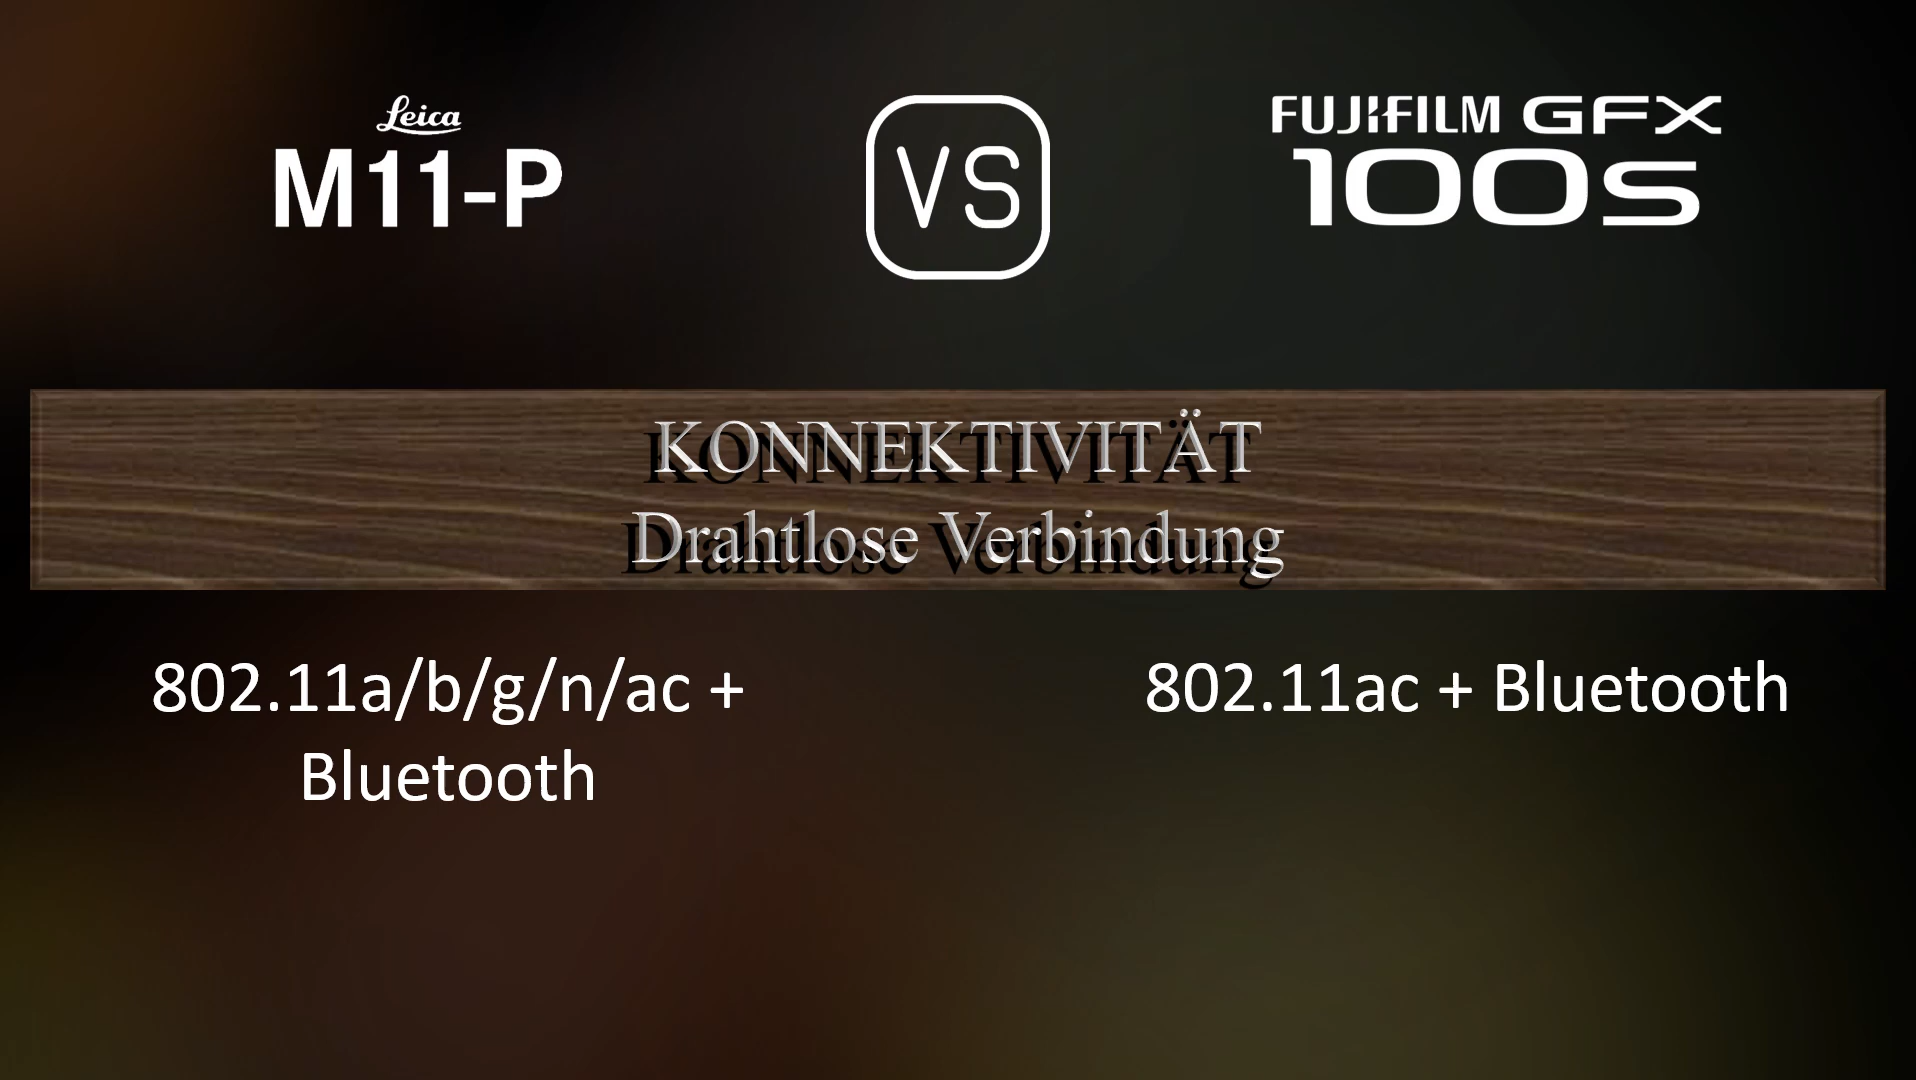 Leica
M11-P
VS
FUJIFILM GFX
100S
KONNEKTIVITÄT
Drahtlose Verbindung
802.11a/b/g/n/ac +
Bluetooth
802.11ac + Bluetooth